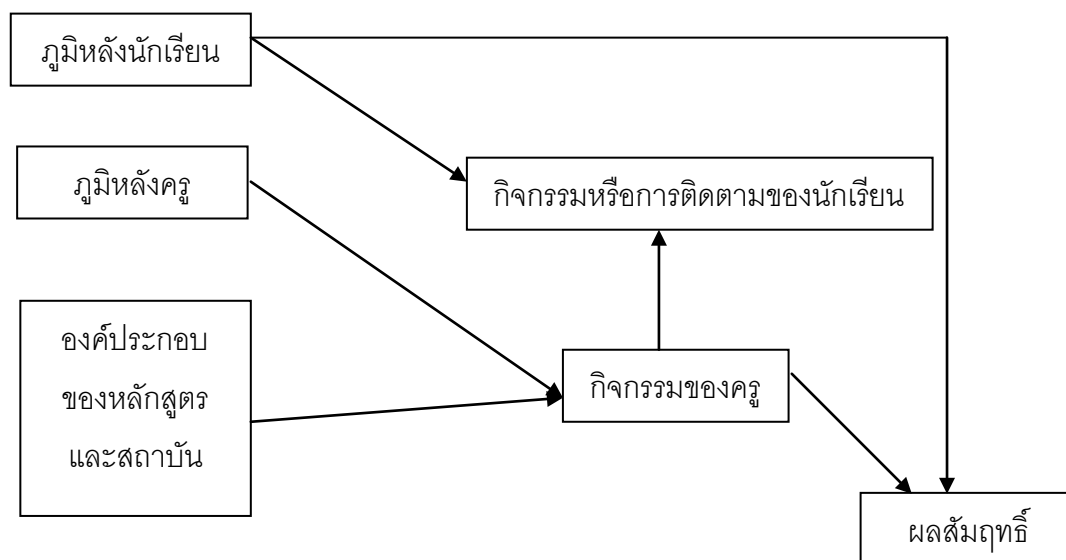 ภูมิหลังนักเรียน
ภูมิหลังครู
กิจกรรมหรือการติดตามของนักเรียน
องค์ประกอบ
ของหลักสูตร
และสถาบัน
กิจกรรมของครู
ผลสัมฤทธิ์